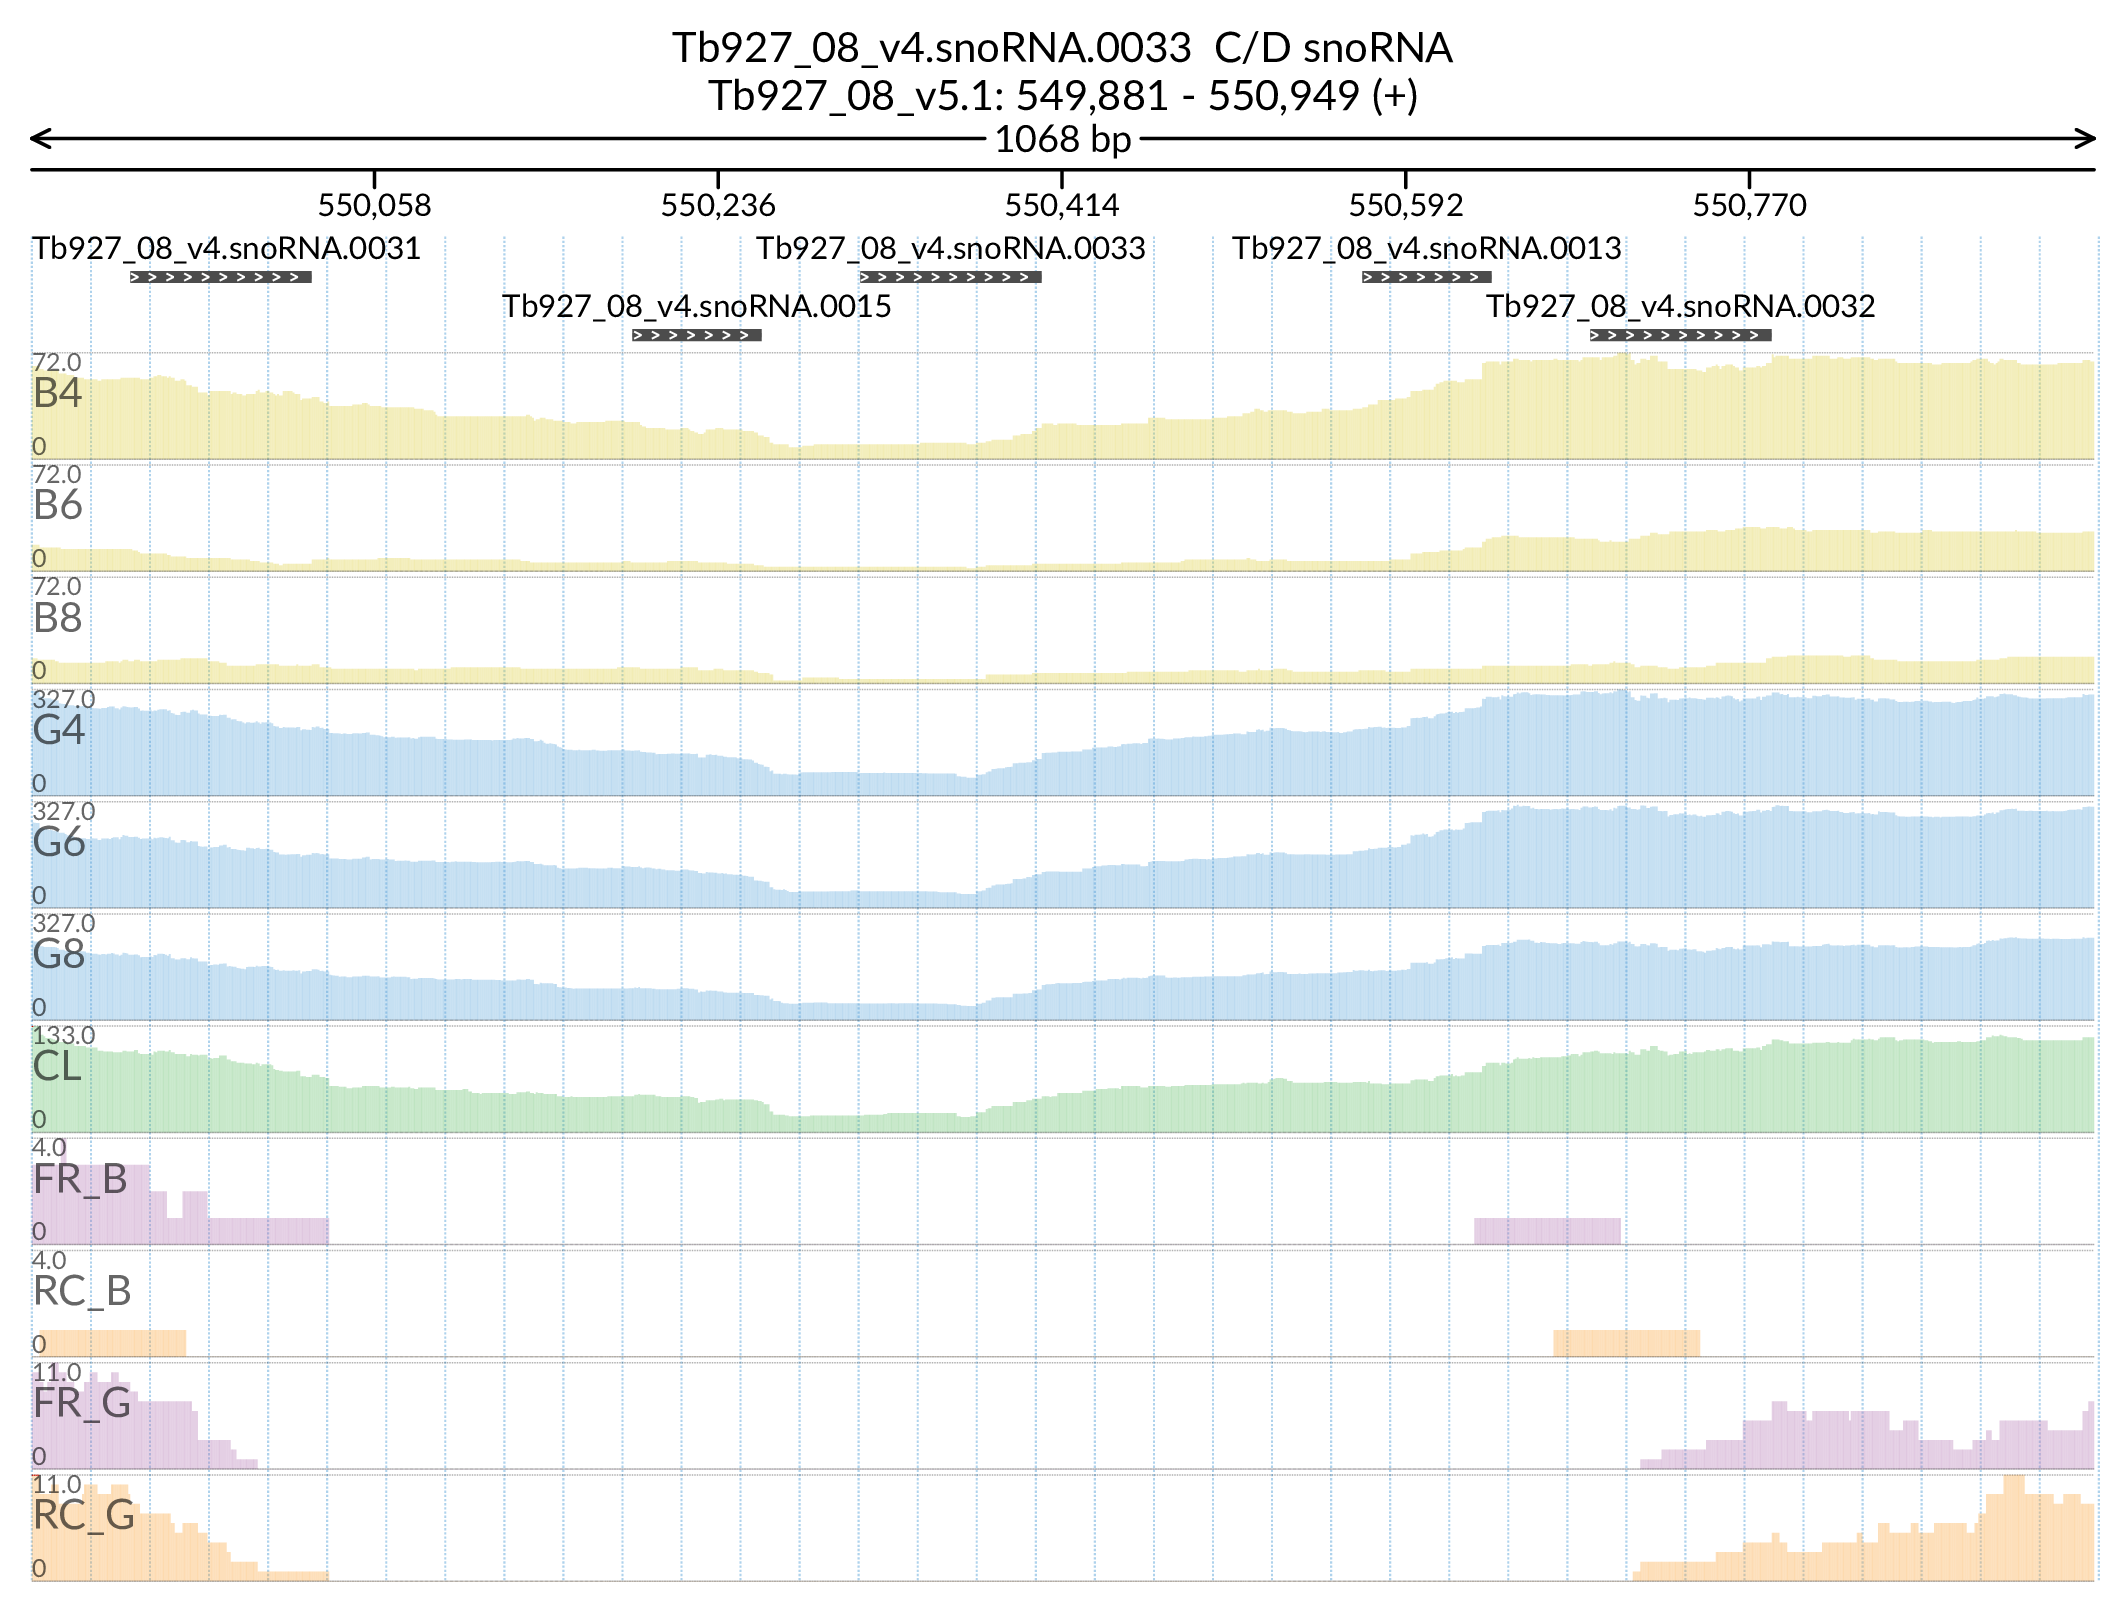 Tb927_08_v4.snoRNA.0033  C/D snoRNA
Tb927_08_v5.1: 549,881 - 550,949 (+)
1068 bp
550,058 550,236 550,414 550,592 550,770
Tb927_08_v4.snoRNA.0031 Tb927_08_v4.snoRNA.0033 Tb927_08_v4.snoRNA.0013
Tb927_08_v4.snoRNA.0015 Tb927_08_v4.snoRNA.0032
72.0
B4
0
72.0
B6
0
72.0
B8
0
327.0
G4
0
327.0
G6
0
327.0
G8
0
133.0
CL
0
4.0
FR_B
0
4.0
RC_B
0
11.0
FR_G
0
11.0
RC_G
0